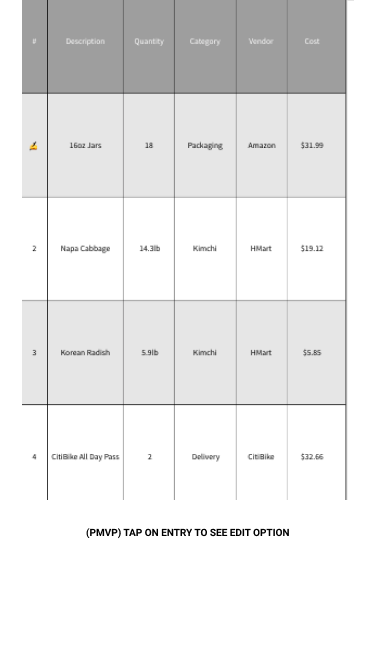 # Description Quantity Category Vendor Cost
✍️ 16oz Jars 18 Packaging Amazon $31.99
2 Napa Cabbage 14.3lb Kimchi HMart $19.12
3 Korean Radish 5.9lb Kimchi HMart $5.85
4 CitiBike All Day Pass 2 Delivery CitiBike $32.66
(PMVP) TAP ON ENTRY TO SEE EDIT OPTION